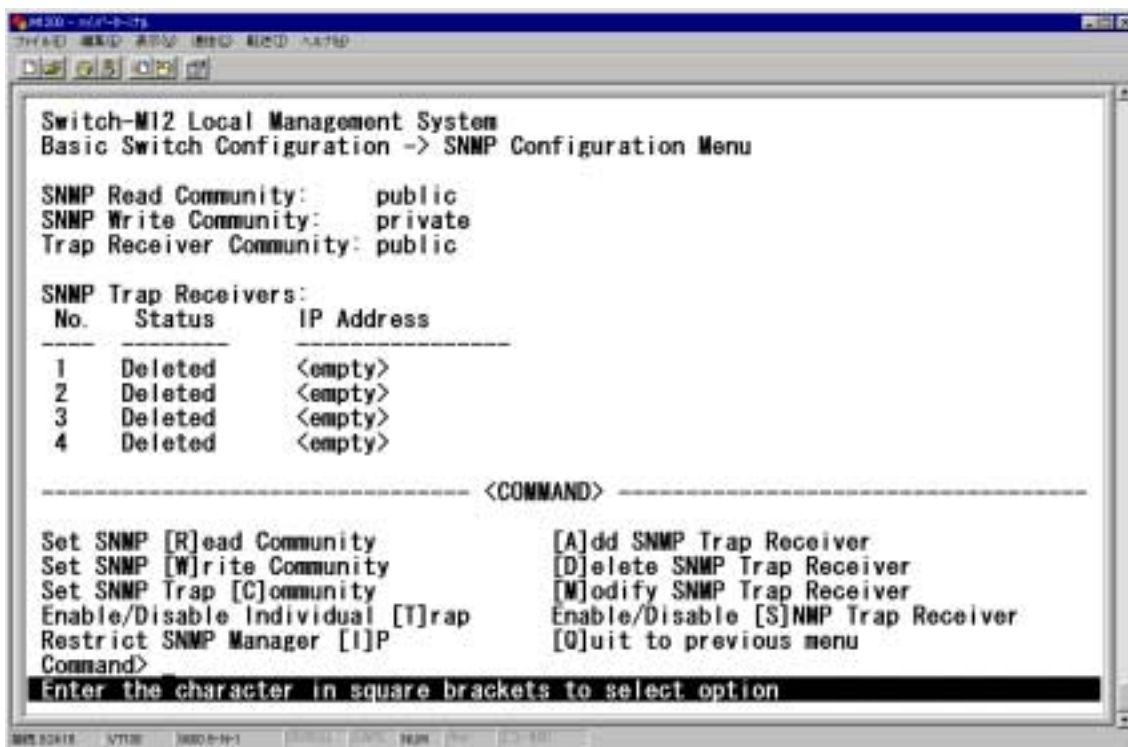 Switch-M12 Local Management System
Basic Switch Configuration -> SNMP Configuration Menu
SNMP Read Community: public
SNMP Write Community: private
Trap Receiver Community: public
SNMP Trap Receivers:
No. Status IP Address
---- -------- ----------------
1 Deleted <empty>
2 Deleted <empty>
3 Deleted <empty>
4 Deleted <empty>
-------------------------------- <COMMAND> -----------------------------------
Set SNMP [R]ead Community [A]dd SNMP Trap Receiver
Set SNMP [W]rite Community [D]elete SNMP Trap Receiver
Set SNMP Trap [C]ommunity [M]odify SNMP Trap Receiver
Enable/Disable Individual [T]rap Enable/Disable [S]NMP Trap Receiver
Restrict SNMP Manager [I]P [Q]uit to previous menu
Command>
Enter the character in square brackets to select option
VT100 NUM